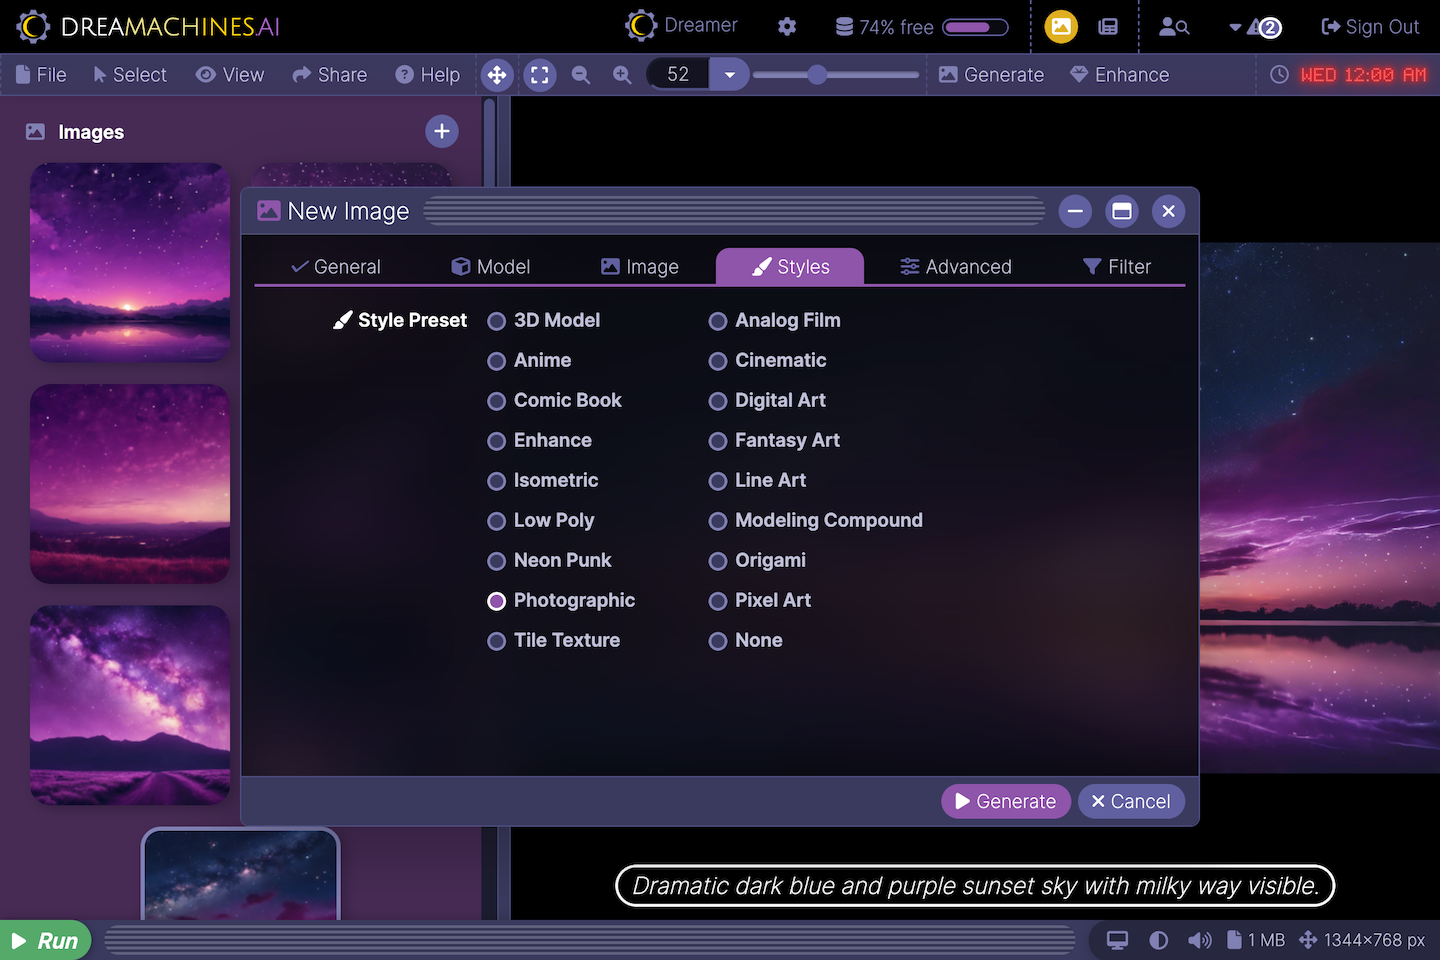 DREAMACHINES.AI
Dreamer
74% free
2
Sign Out
File
Select
View
Share
Help
52
Generate
Enhance
WED 12:00 AM
Images
New Image
General
Model
Image
Styles
Advanced
Filter
Style Preset
3D Model
Analog Film
Anime
Cinematic
Comic Book
Digital Art
Enhance
Fantasy Art
Isometric
Line Art
Low Poly
Modeling Compound
Neon Punk
Origami
Photographic
Pixel Art
Tile Texture
None
Generate
Cancel
Dramatic dark blue and purple sunset sky with milky way visible.
Run
1 MB
1344×768 px